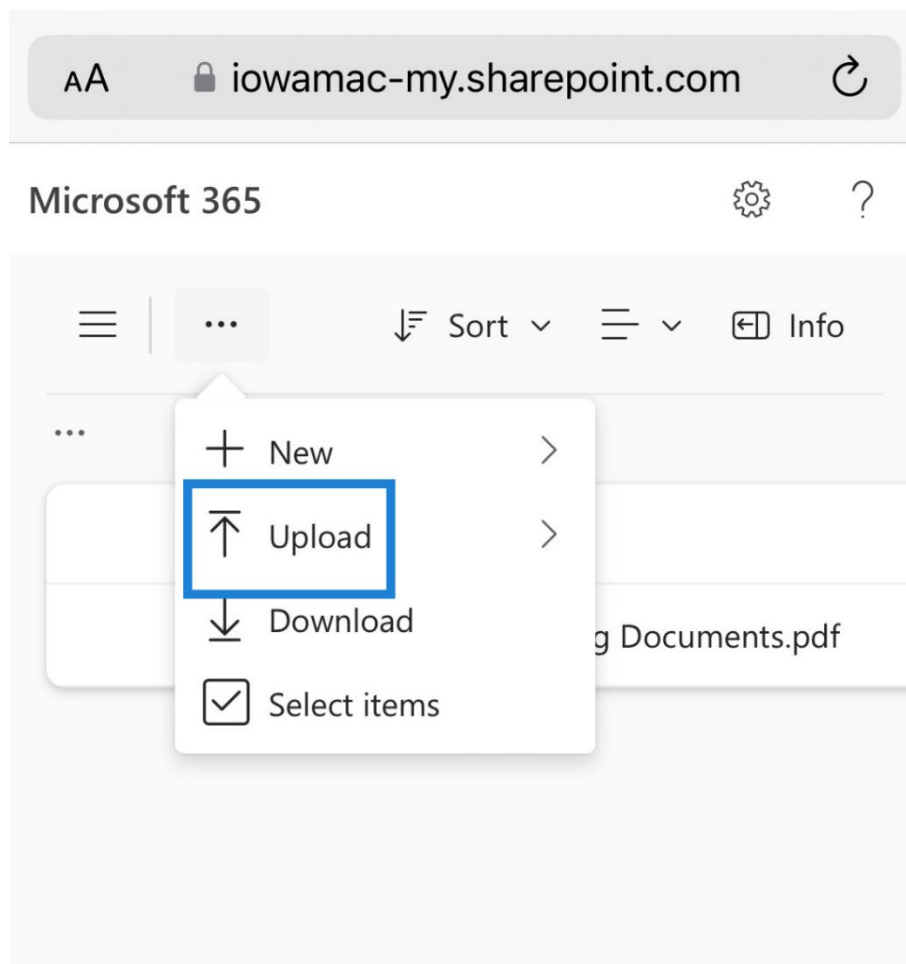 AA iowamac-my.sharepoint.com
Microsoft 365 ?
... Sort Info
...
New
Upload
Download
g Documents.pdf
Select items